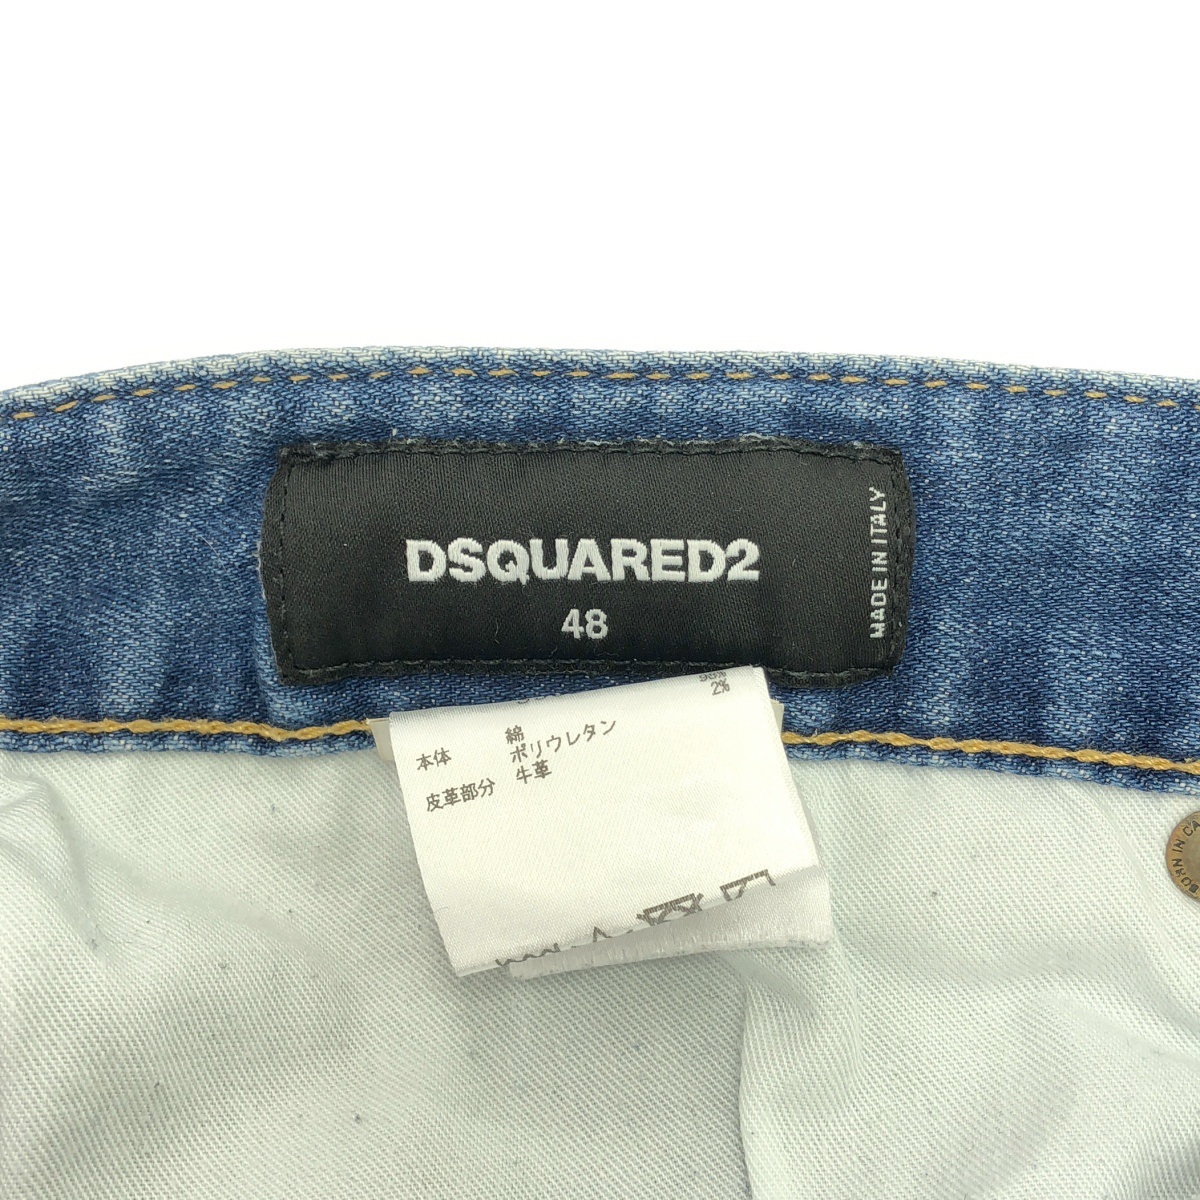 DSQUARED2
48
MADE IN ITALY
98%
2%
本体 綿
ポリウレタン
皮革部分 牛革